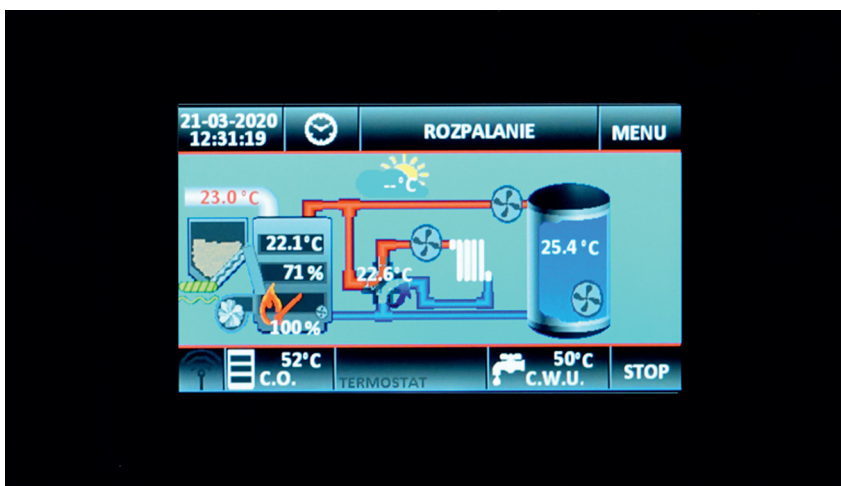 21-03-2020
12:31:19
ROZPALANIE
MENU
--°C
23.0°C
22.1°C
71%
22.6°C
25.4°C
100%
52°C
C.O.
TERMOSTAT
50°C
C.W.U.
STOP